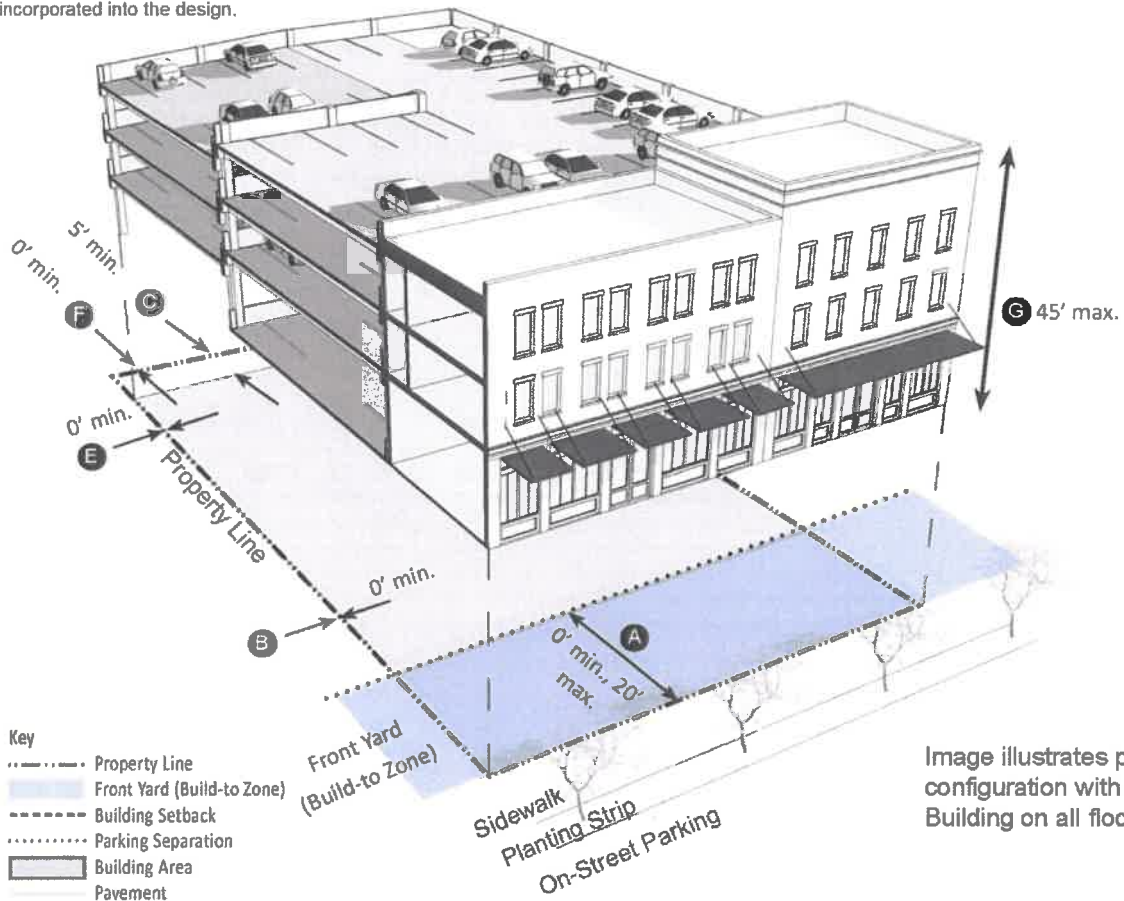 incorporated into the design.
G 45' max.
5' min.
0' min.
F
C
0' min.
E
Property Line
0' min.
B
A
0' min., 20'
max.
Front Yard
(Build-to Zone)
Sidewalk
Planting Strip
On-Street Parking
Key
Property Line
Front Yard (Build-to Zone)
Building Setback
Parking Separation
Building Area
Pavement
Image illustrates
configuration with
Building on all